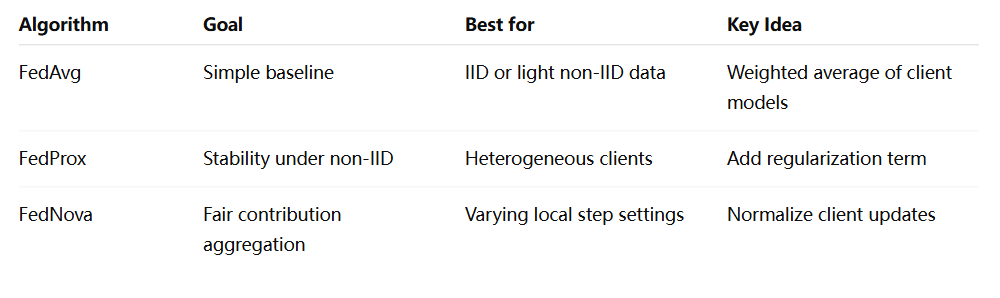 Algorithm Goal Best for Key Idea
FedAvg Simple baseline IID or light non-IID data Weighted average of client
models
FedProx Stability under non-IID Heterogeneous clients Add regularization term
FedNova Fair contribution Varying local step settings Normalize client updates
aggregation